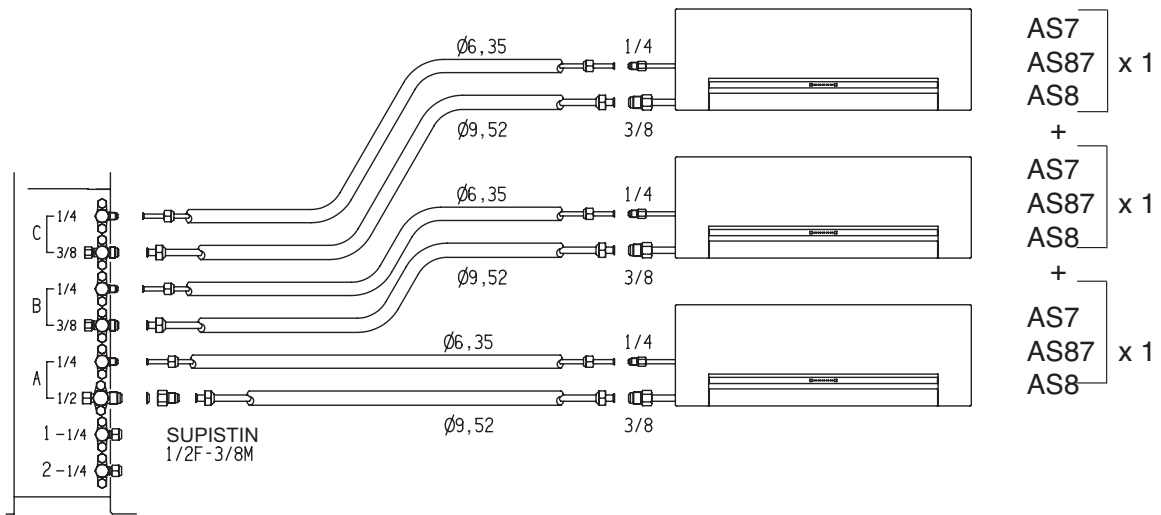 Ø6,35
1/4
Ø9,52
3/8
AS7
AS87
AS8
x 1
+
C
1/4
3/8
Ø6,35
1/4
Ø9,52
3/8
AS7
AS87
AS8
x 1
+
B
1/4
3/8
Ø6,35
1/4
Ø9,52
3/8
AS7
AS87
AS8
x 1
A
1/4
1/2
SUPISTIN
1/2F-3/8M
1 -1/4
2 -1/4